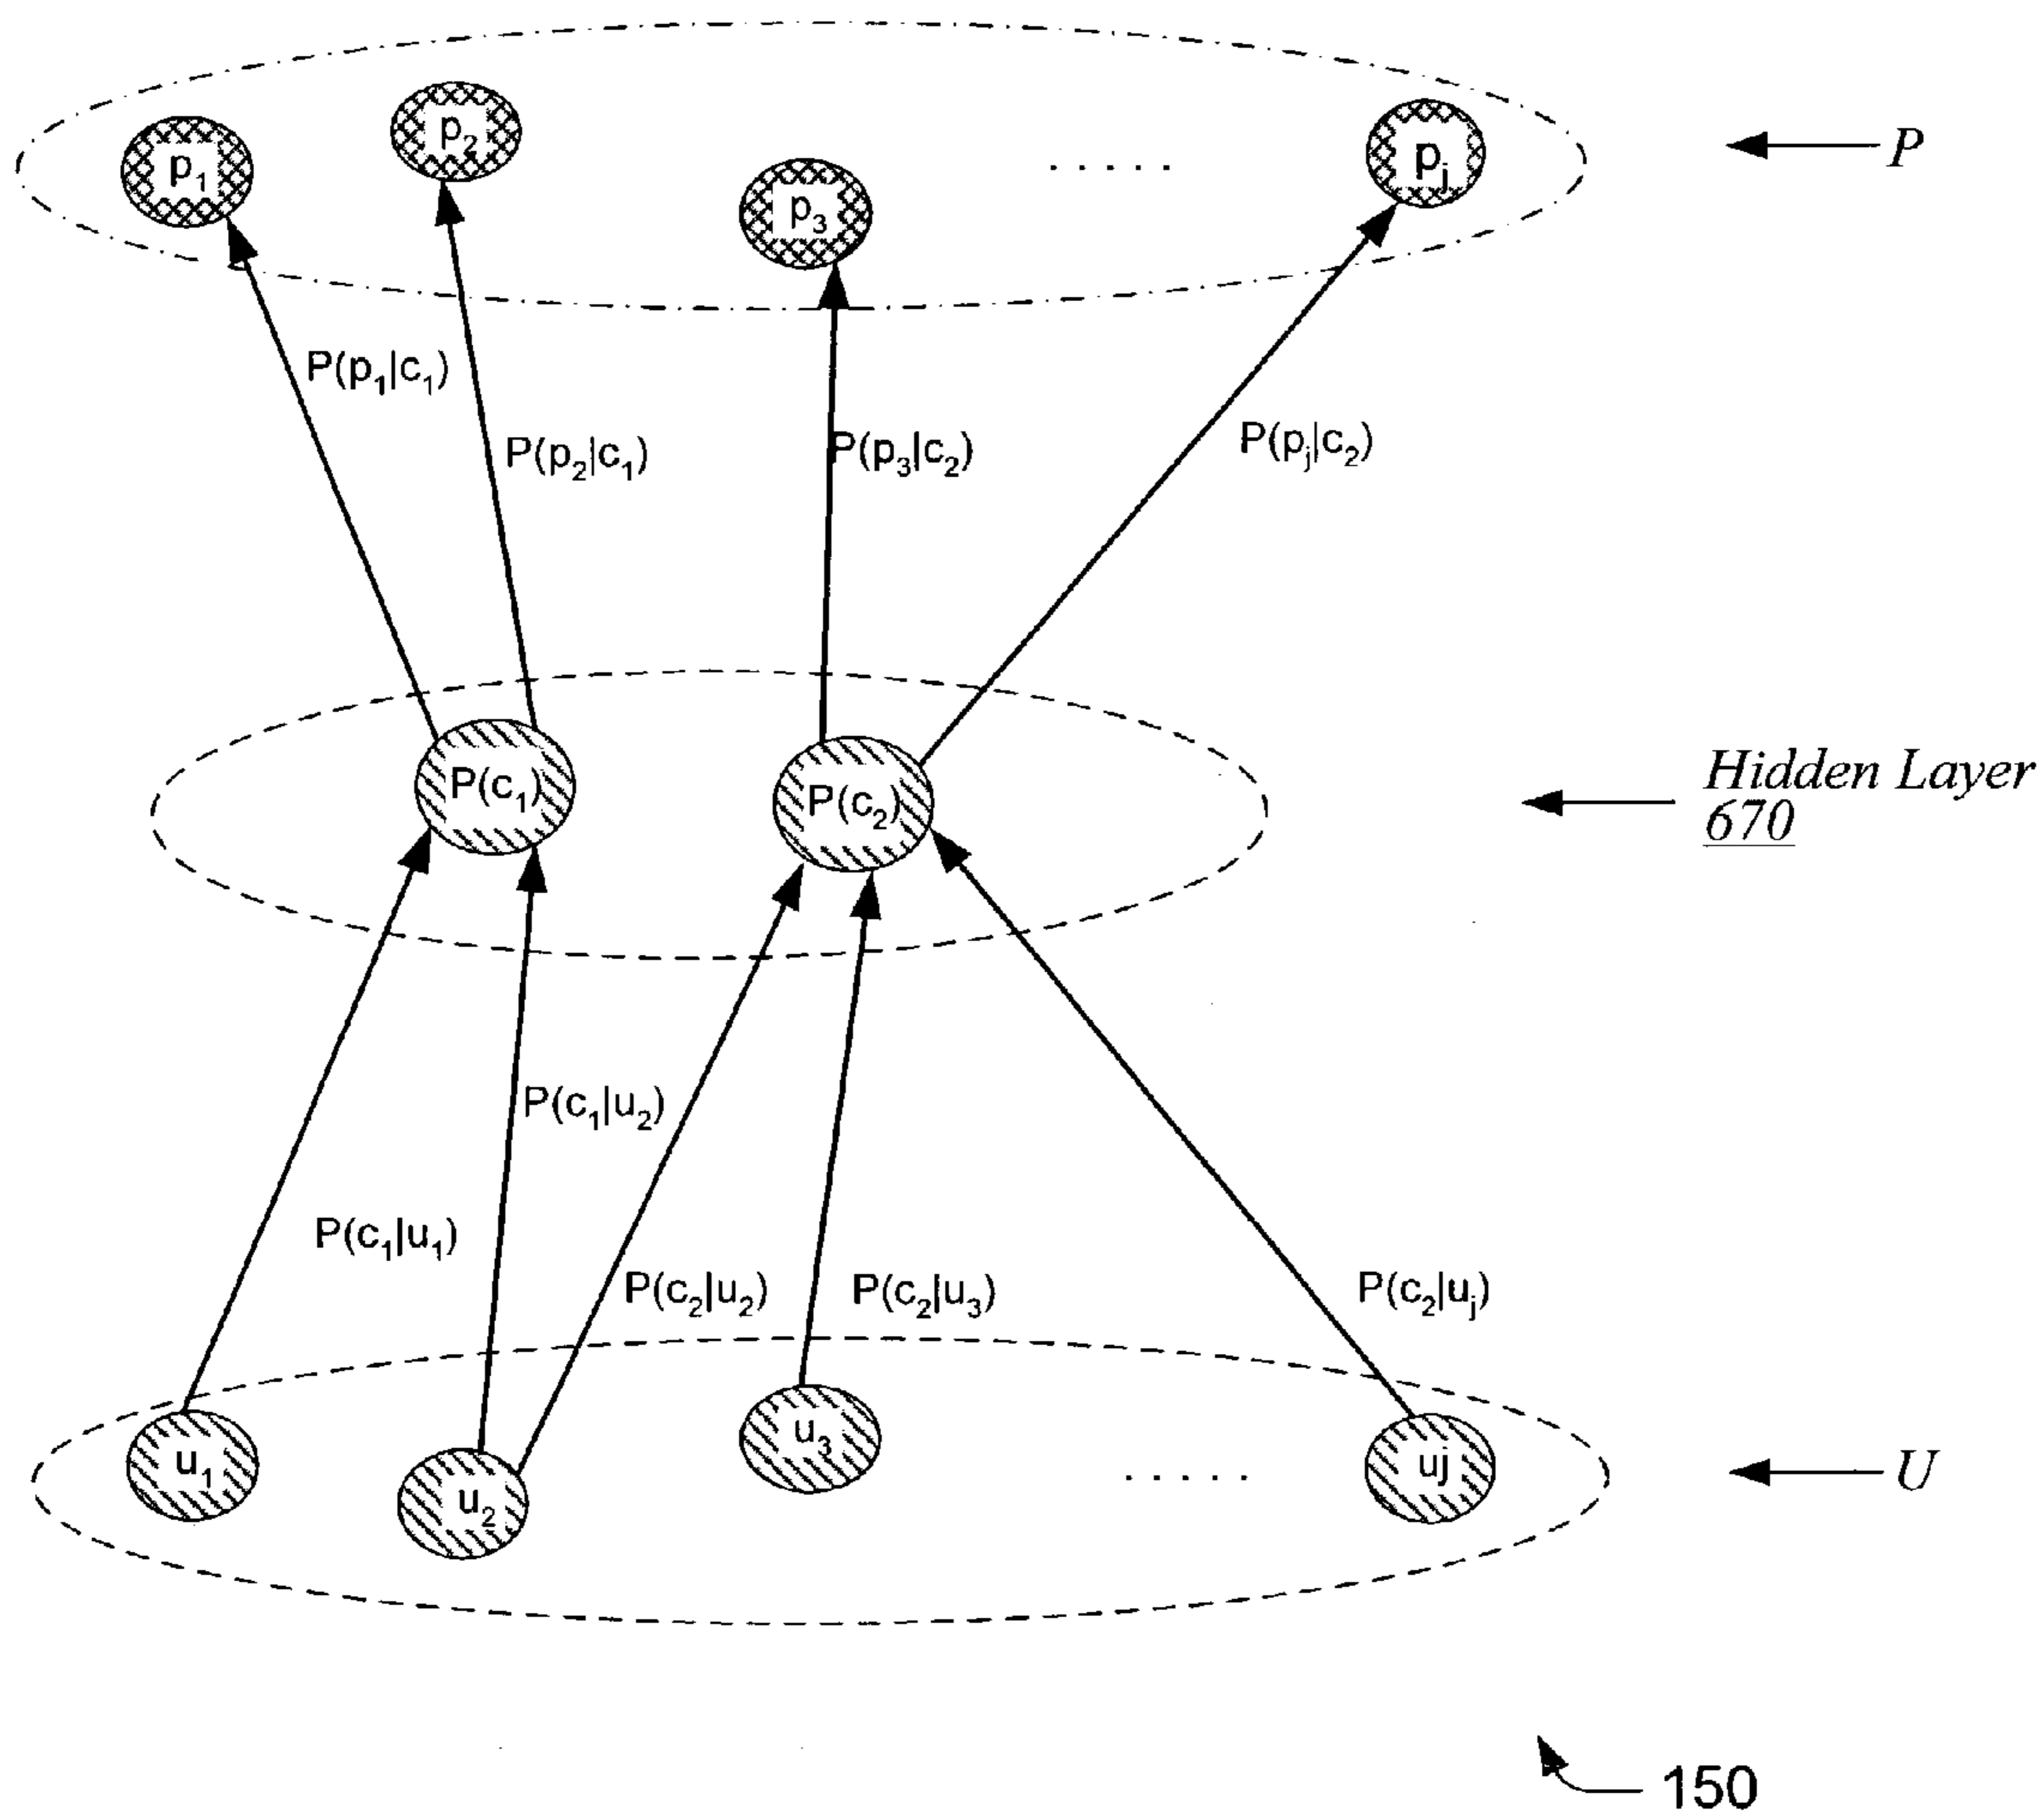 p₁
p₂
p₃
.....
pⱼ
P
P(p₁|c₁)
P(p₂|c₁)
P(p₃|c₂)
P(pⱼ|c₂)
P(c₁)
P(c₂)
Hidden Layer
670
P(c₁|u₂)
P(c₁|u₁)
P(c₂|u₂)
P(c₂|u₃)
P(c₂|uⱼ)
u₁
u₂
u₃
.....
uj
U
150